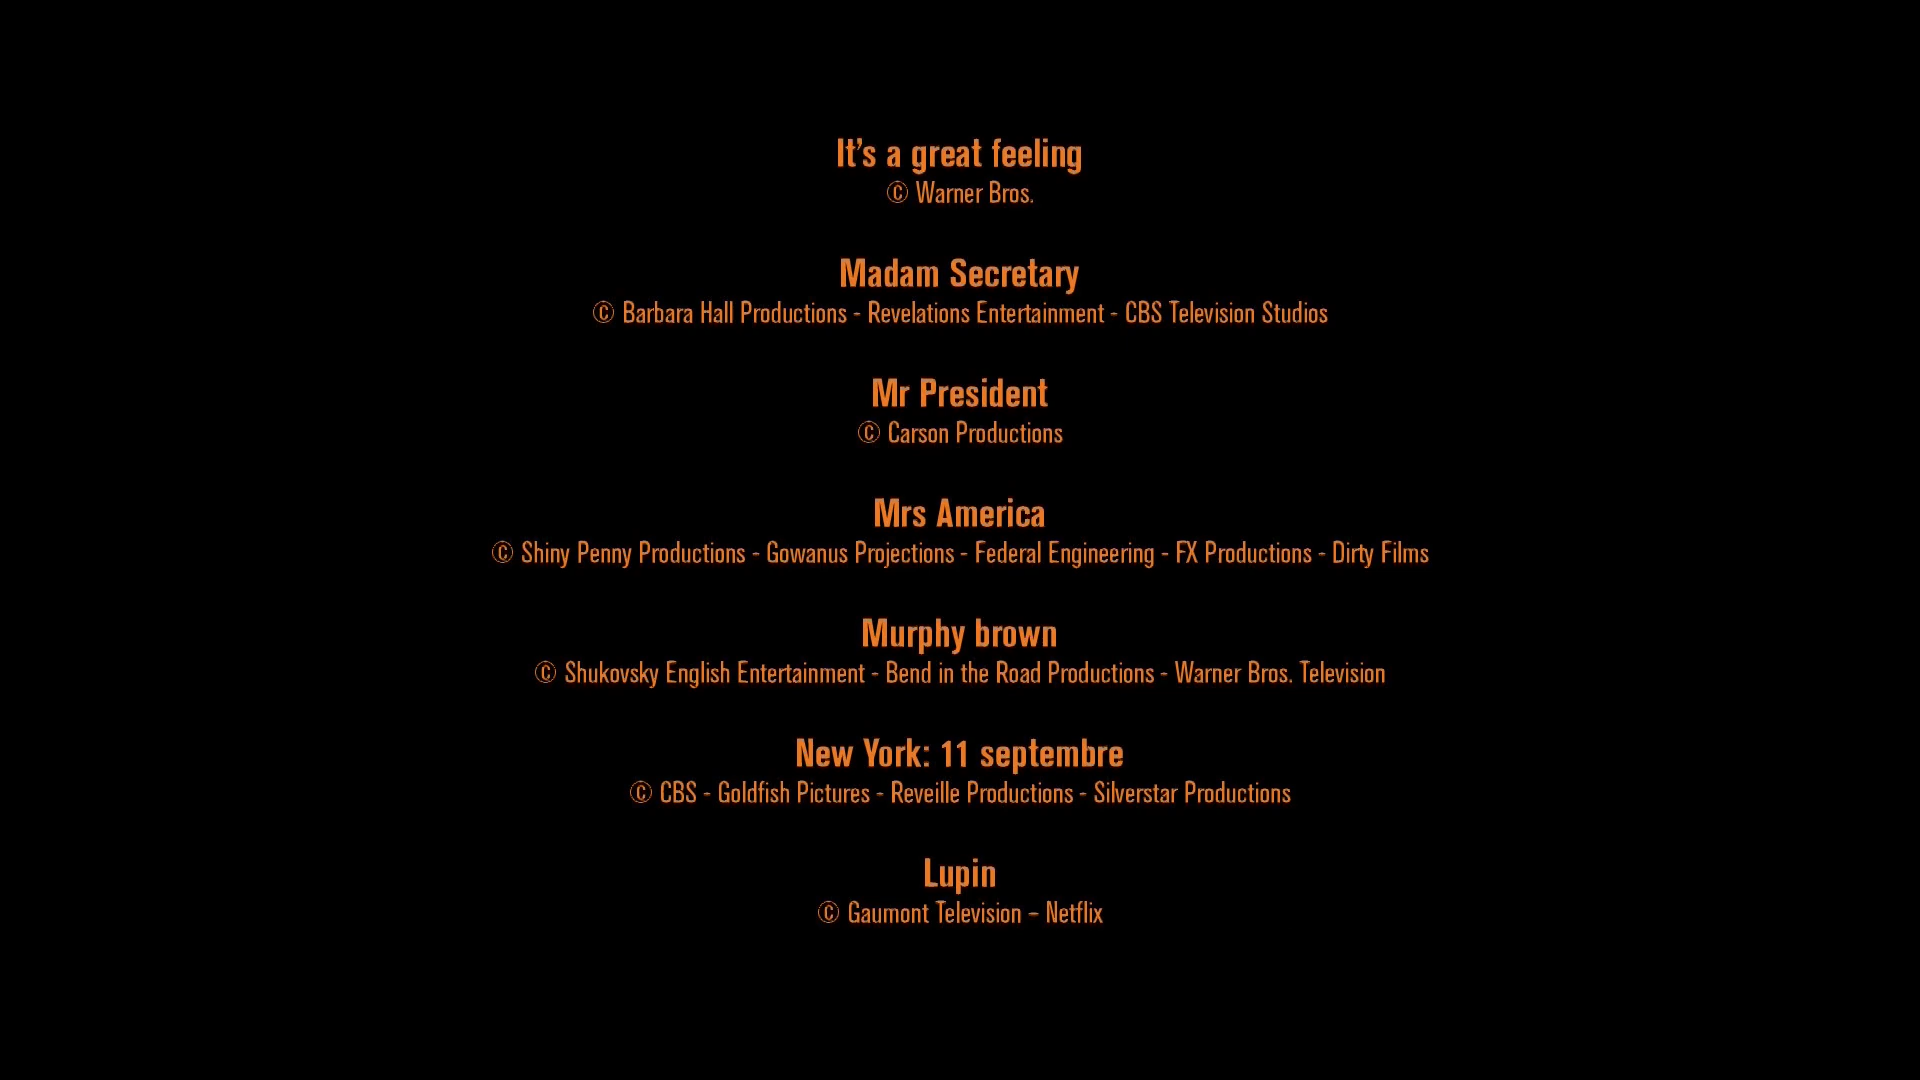 It’s a great feeling
© Warner Bros.
Madam Secretary
© Barbara Hall Productions - Revelations Entertainment - CBS Television Studios
Mr President
© Carson Productions
Mrs America
© Shiny Penny Productions - Gowanus Projections - Federal Engineering - FX Productions - Dirty Films
Murphy brown
© Shukovsky English Entertainment - Bend in the Road Productions - Warner Bros. Television
New York: 11 septembre
© CBS - Goldfish Pictures - Reveille Productions - Silverstar Productions
Lupin
© Gaumont Television – Netflix